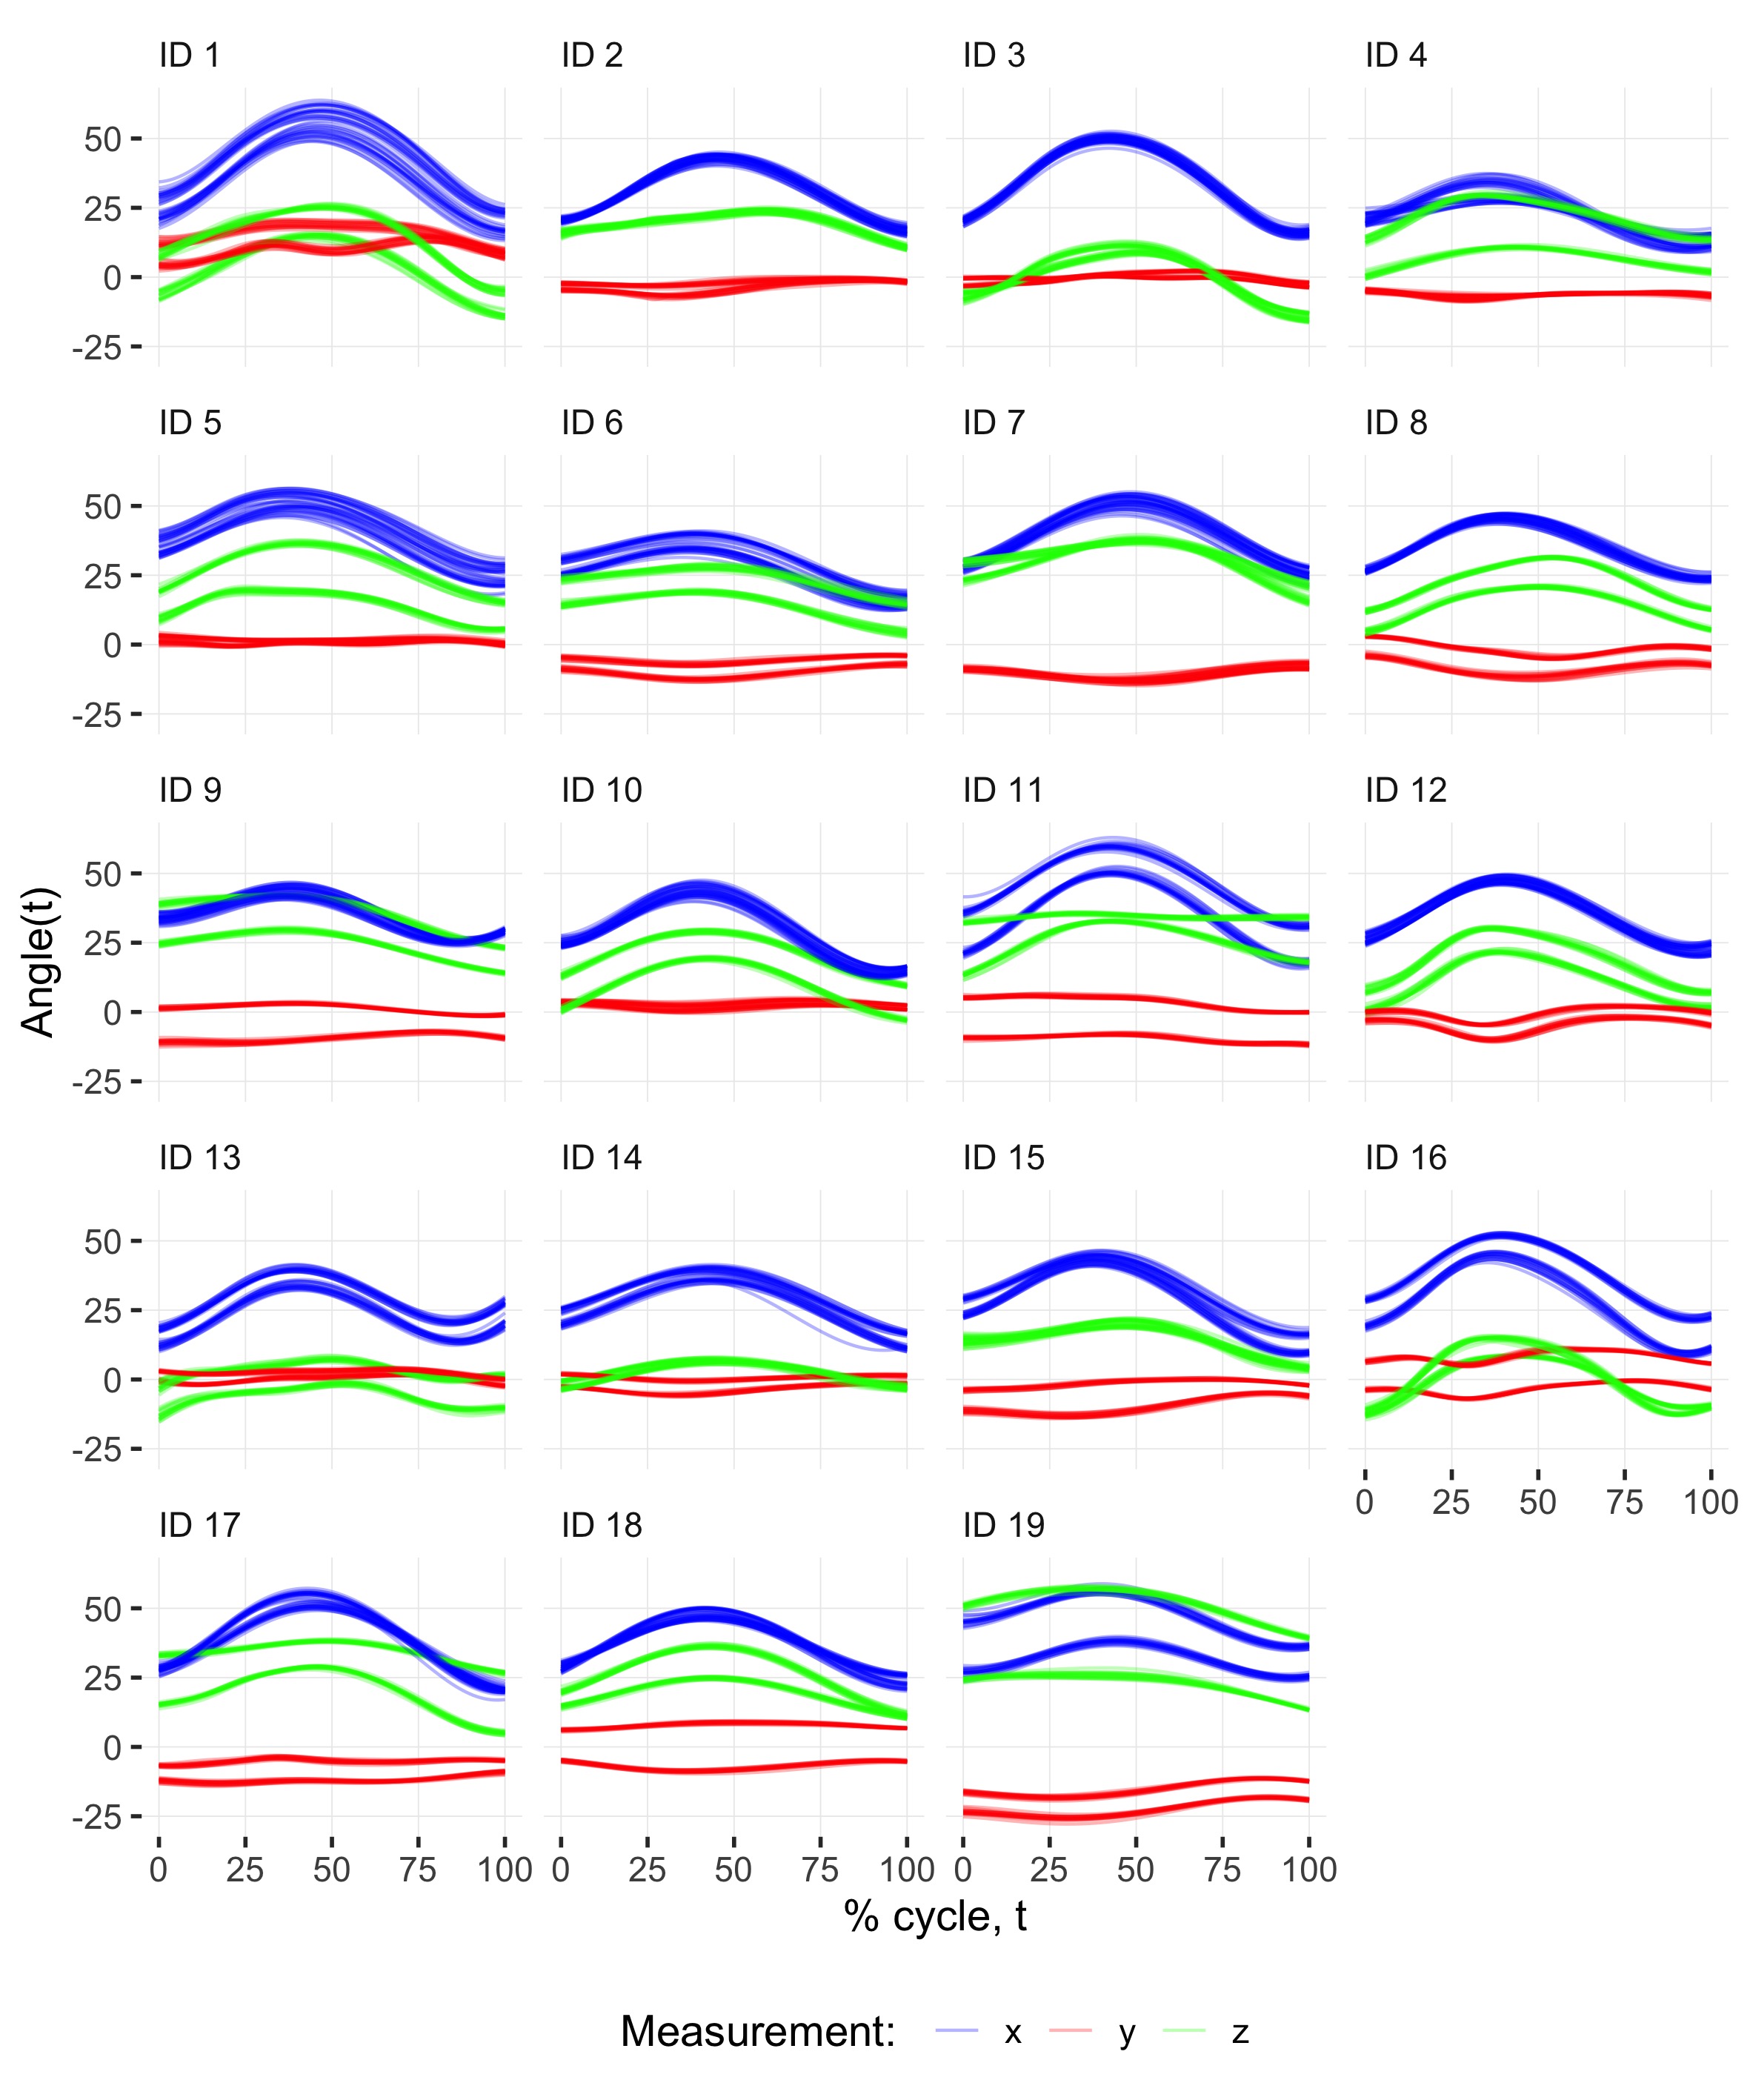 ID 1 ID 2 ID 3 ID 4
50
25
0
-25
ID 5 ID 6 ID 7 ID 8
50
25
0
-25
ID 9 ID 10 ID 11 ID 12
50
25
0
-25
Angle(t)
ID 13 ID 14 ID 15 ID 16
50
25
0
-25
0 25 50 75 100
ID 17 ID 18 ID 19
50
25
0
-25
0 25 50 75 100 0 25 50 75 100 0 25 50 75 100
% cycle, t
Measurement: x y z